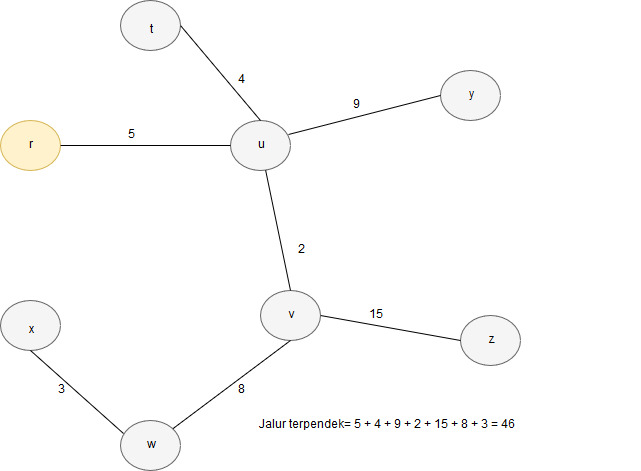 t
4
y
9
r
5
u
2
v
15
z
x
3
8
w
Jalur terpendek= 5 + 4 + 9 + 2 + 15 + 8 + 3 = 46